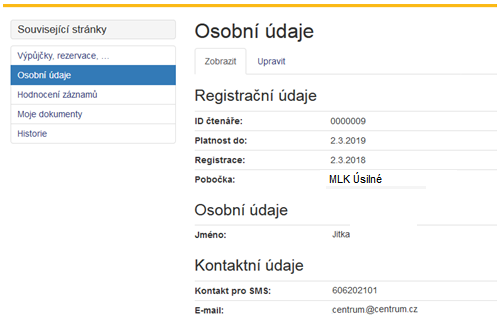 Související stránky
Výpůjčky, rezervace, ...
Osobní údaje
Hodnocení záznamů
Moje dokumenty
Historie
Osobní údaje
Zobrazit Upravit
Registrační údaje
ID čtenáře: 0000009
Platnost do: 2.3.2019
Registrace: 2.3.2018
Pobočka: MLK Úsilné
Osobní údaje
Jméno: Jitka
Kontaktní údaje
Kontakt pro SMS: 606202101
E-mail: centrum@centrum.cz